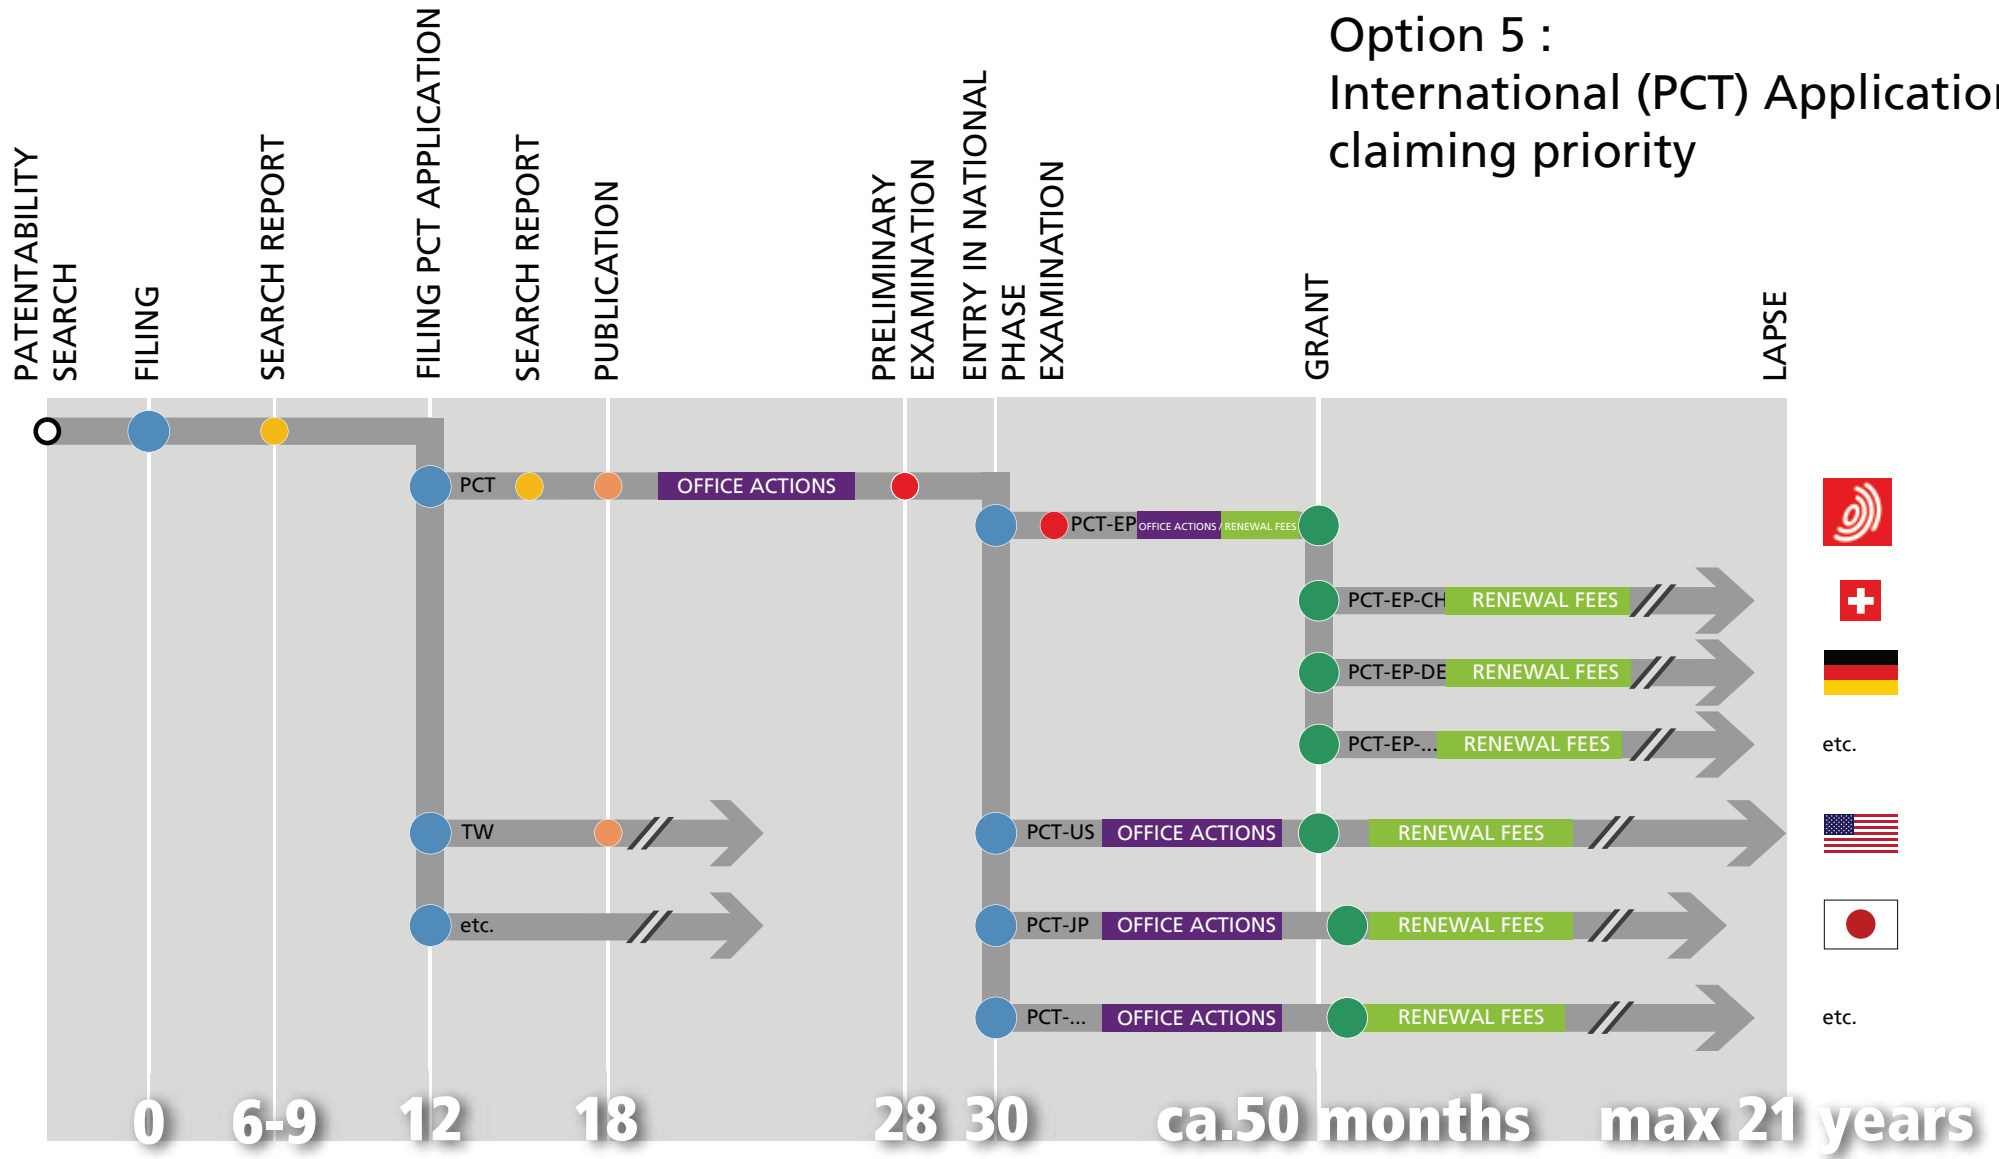 Option 5 :
International (PCT) Application
claiming priority
PATENTABILITY
SEARCH
FILING
SEARCH REPORT
FILING PCT APPLICATION
SEARCH REPORT
PUBLICATION
PRELIMINARY
EXAMINATION
ENTRY IN NATIONAL
PHASE
EXAMINATION
GRANT
LAPSE
PCT
OFFICE ACTIONS
PCT-EP
OFFICE ACTIONS /
RENEWAL FEES
PCT-EP-CH
RENEWAL FEES
PCT-EP-DE
RENEWAL FEES
PCT-EP-...
RENEWAL FEES
etc.
TW
PCT-US
OFFICE ACTIONS
RENEWAL FEES
etc.
PCT-JP
OFFICE ACTIONS
RENEWAL FEES
PCT-...
OFFICE ACTIONS
RENEWAL FEES
etc.
0
6-9
12
18
28
30
ca.50 months
max 21 years